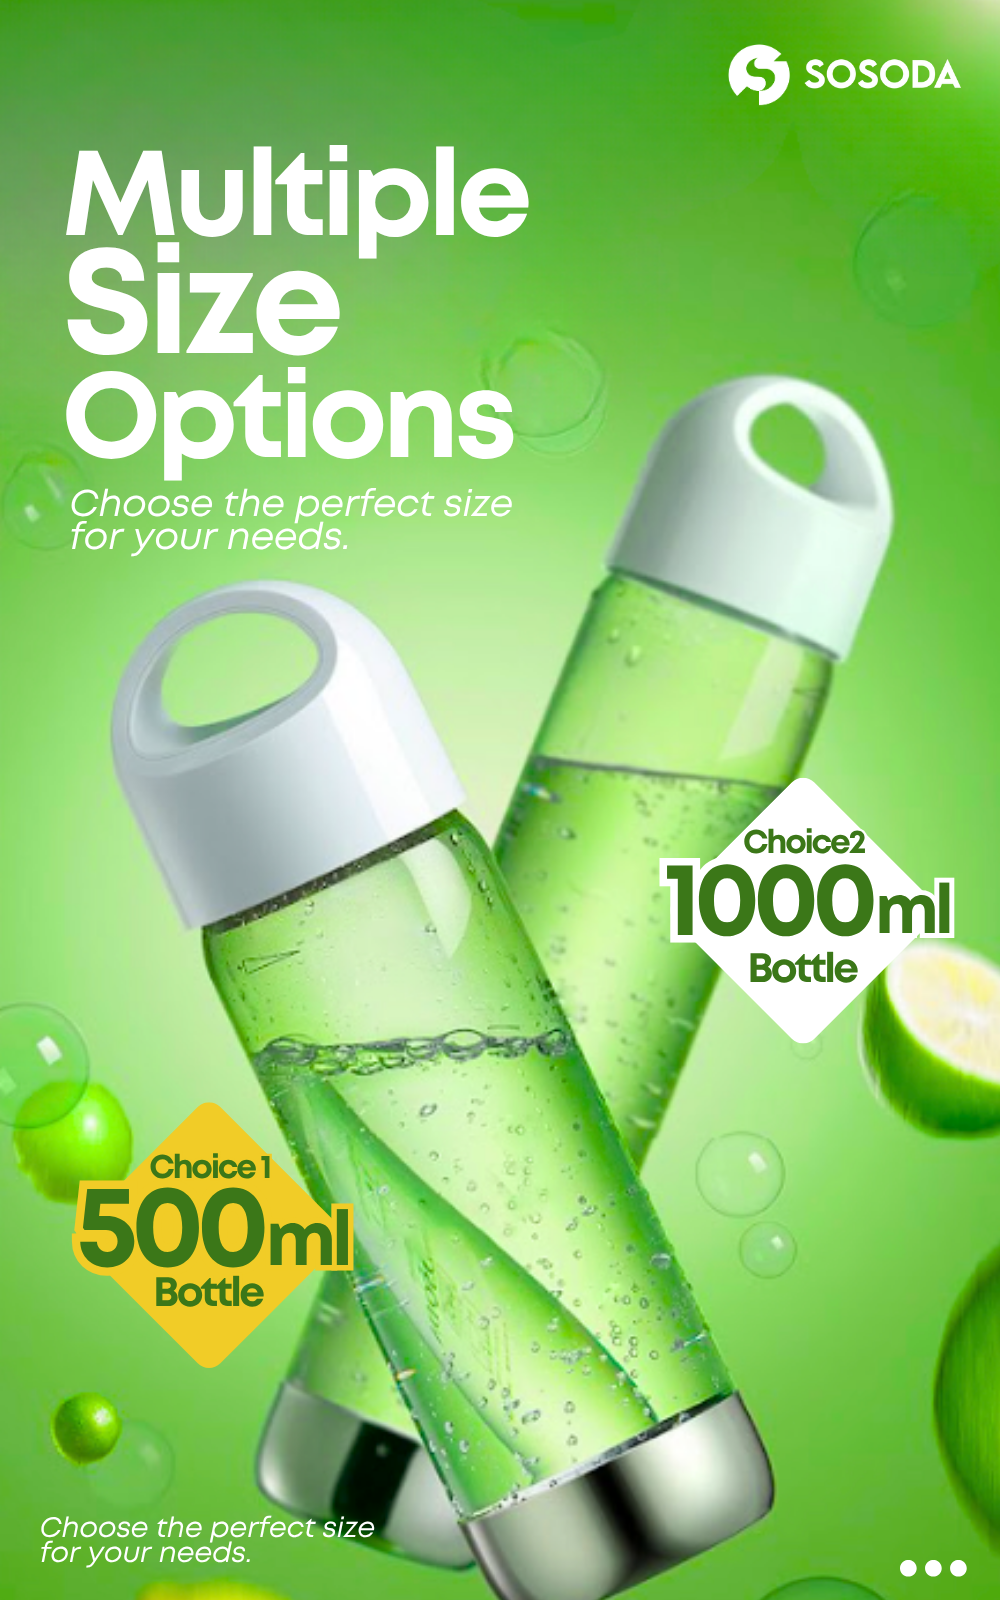 SOSODA
Multiple
Size
Options
Choose the perfect size
for your needs.
Choice2
1000ml
Bottle
Choice 1
500ml
Bottle
Choose the perfect size
for your needs.